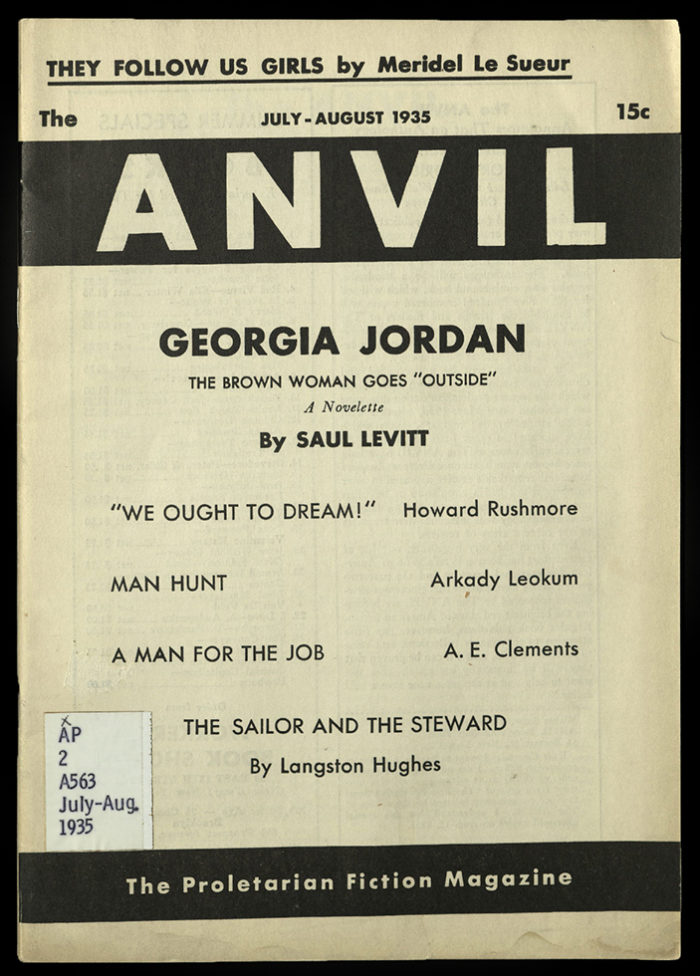 THEY FOLLOW US GIRLS by Meridel Le Sueur
The JULY-AUGUST 1935 15c
ANVIL
GEORGIA JORDAN
THE BROWN WOMAN GOES "OUTSIDE"
A Novelette
By SAUL LEVITT
"WE OUGHT TO DREAM!" Howard Rushmore
MAN HUNT Arkady Leokum
A MAN FOR THE JOB A. E. Clements
THE SAILOR AND THE STEWARD
By Langston Hughes
x
AP
2
A563
July-Aug.
1935
The Proletarian Fiction Magazine